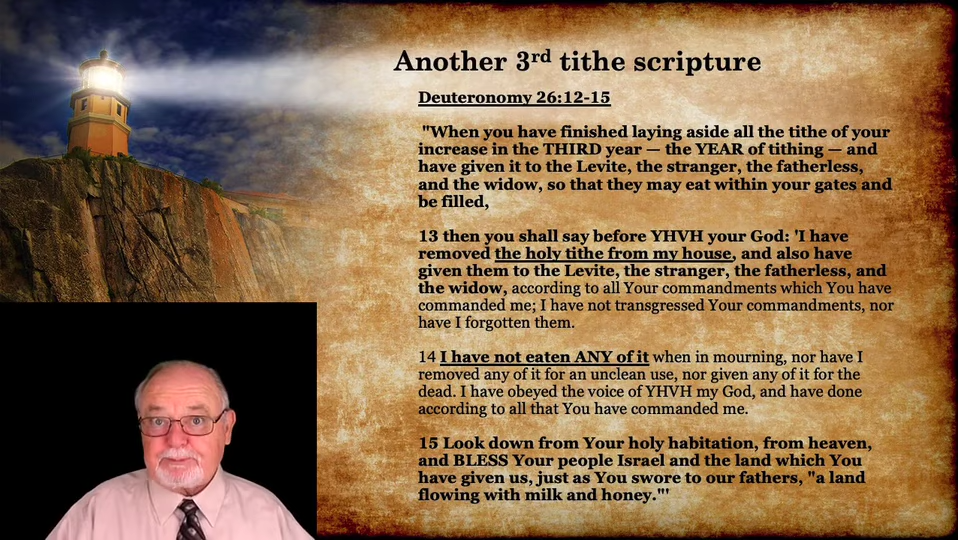 Another 3rd tithe scripture
Deuteronomy 26:12-15
"When you have finished laying aside all the tithe of your
increase in the THIRD year — the YEAR of tithing — and
have given it to the Levite, the stranger, the fatherless,
and the widow, so that they may eat within your gates and
be filled,
13 then you shall say before YHVH your God: 'I have
removed the holy tithe from my house, and also have
given them to the Levite, the stranger, the fatherless, and
the widow, according to all Your commandments which You have
commanded me; I have not transgressed Your commandments, nor
have I forgotten them.
14 I have not eaten ANY of it when in mourning, nor have I
removed any of it for an unclean use, nor given any of it for the
dead. I have obeyed the voice of YHVH my God, and have done
according to all that You have commanded me.
15 Look down from Your holy habitation, from heaven,
and BLESS Your people Israel and the land which You
have given us, just as You swore to our fathers, "a land
flowing with milk and honey."'